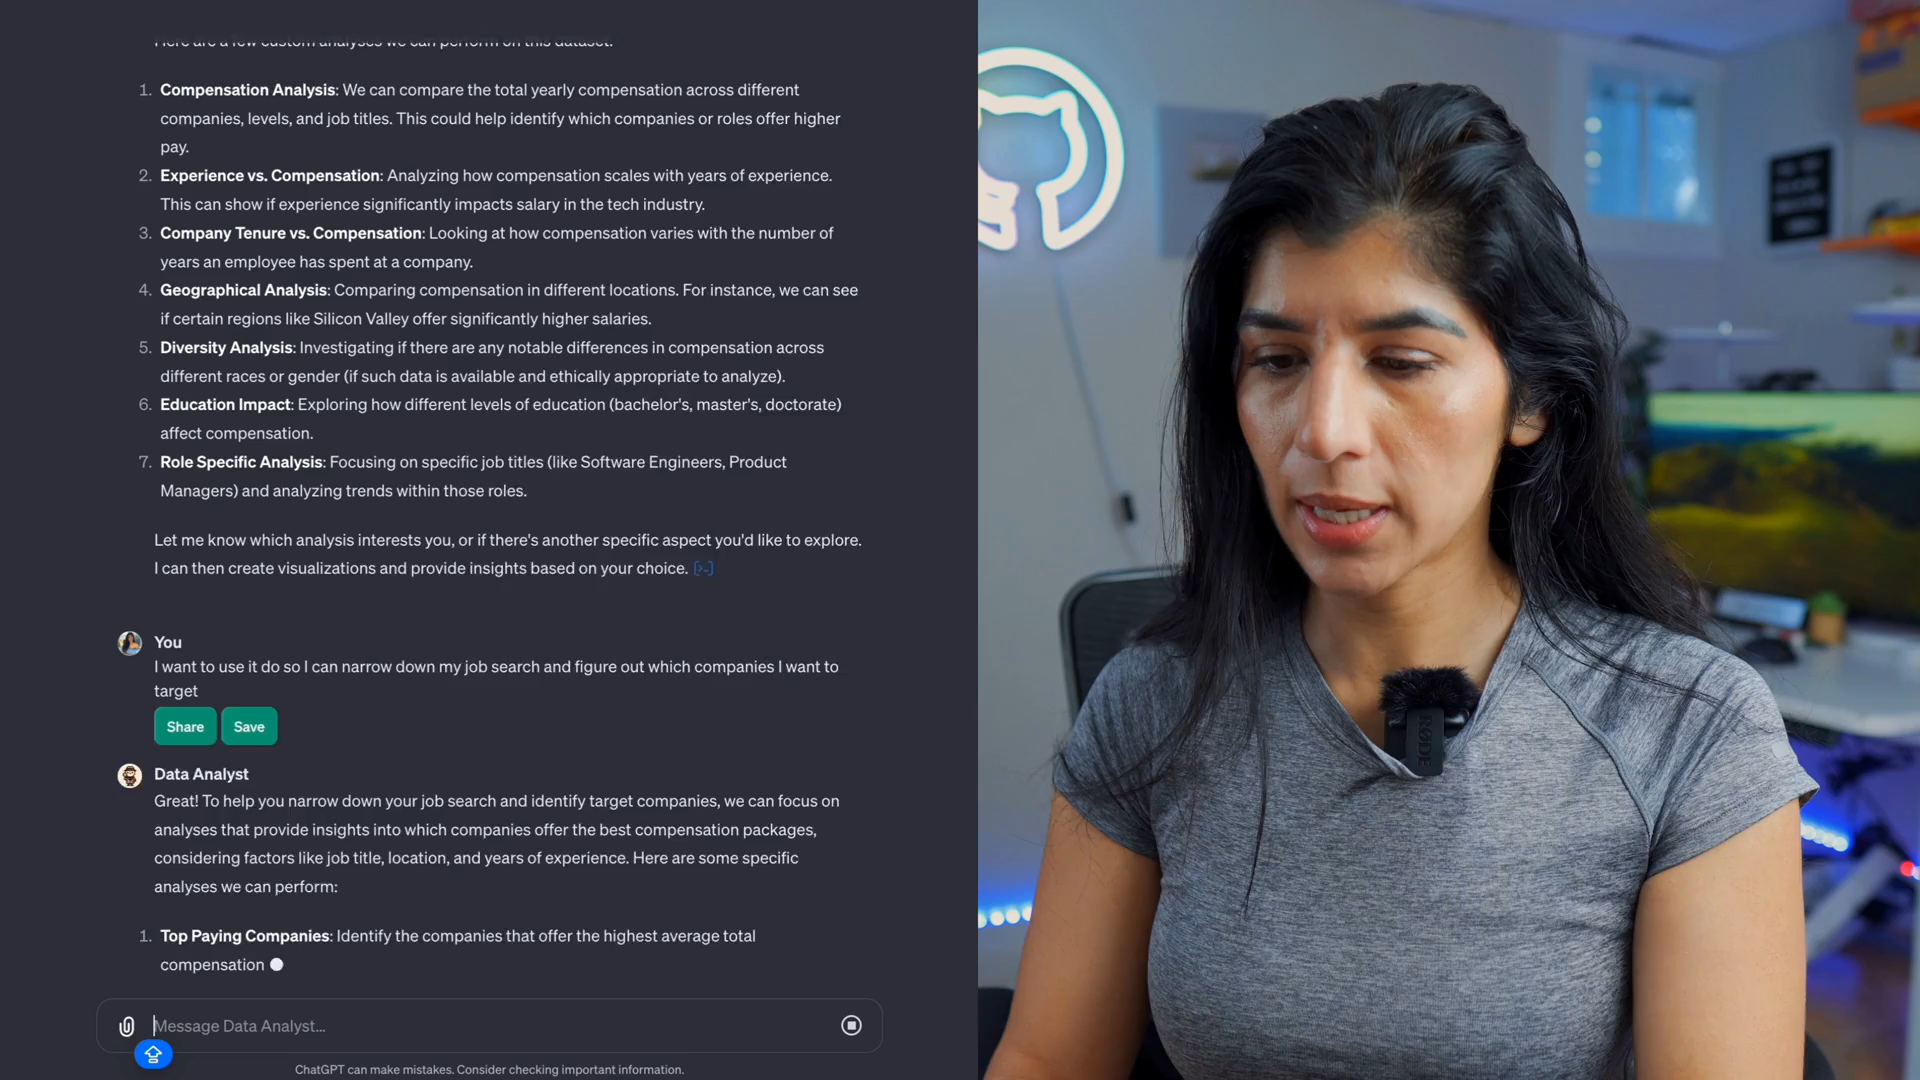 Here are a few custom analyses we can perform on this dataset:
1. Compensation Analysis: We can compare the total yearly compensation across different
companies, levels, and job titles. This could help identify which companies or roles offer higher
pay.
2. Experience vs. Compensation: Analyzing how compensation scales with years of experience.
This can show if experience significantly impacts salary in the tech industry.
3. Company Tenure vs. Compensation: Looking at how compensation varies with the number of
years an employee has spent at a company.
4. Geographical Analysis: Comparing compensation in different locations. For instance, we can see
if certain regions like Silicon Valley offer significantly higher salaries.
5. Diversity Analysis: Investigating if there are any notable differences in compensation across
different races or gender (if such data is available and ethically appropriate to analyze).
6. Education Impact: Exploring how different levels of education (bachelor's, master's, doctorate)
affect compensation.
7. Role Specific Analysis: Focusing on specific job titles (like Software Engineers, Product
Managers) and analyzing trends within those roles.
Let me know which analysis interests you, or if there's another specific aspect you'd like to explore.
I can then create visualizations and provide insights based on your choice. [>-]
You
I want to use it do so I can narrow down my job search and figure out which companies I want to
target
Share Save
Data Analyst
Great! To help you narrow down your job search and identify target companies, we can focus on
analyses that provide insights into which companies offer the best compensation packages,
considering factors like job title, location, and years of experience. Here are some specific
analyses we can perform:
1. Top Paying Companies: Identify the companies that offer the highest average total
compensation
Message Data Analyst...
ChatGPT can make mistakes. Consider checking important information.
RØDE